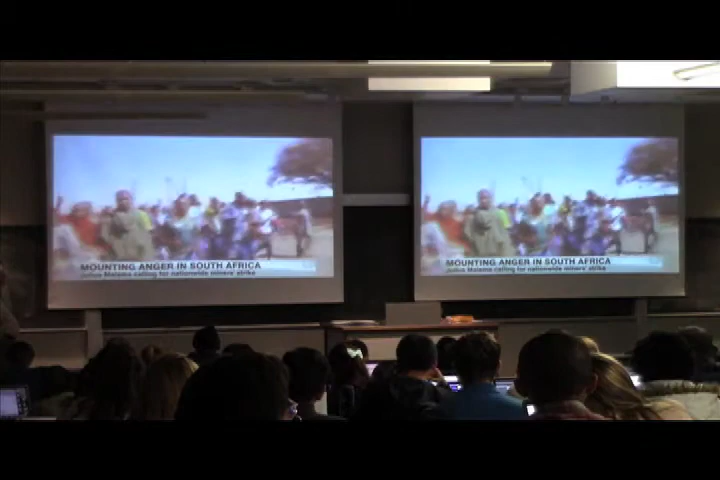 MOUNTING ANGER IN SOUTH AFRICA
Julius Malema calling for nationwide miners' strike
MOUNTING ANGER IN SOUTH AFRICA
Julius Malema calling for nationwide miners' strike